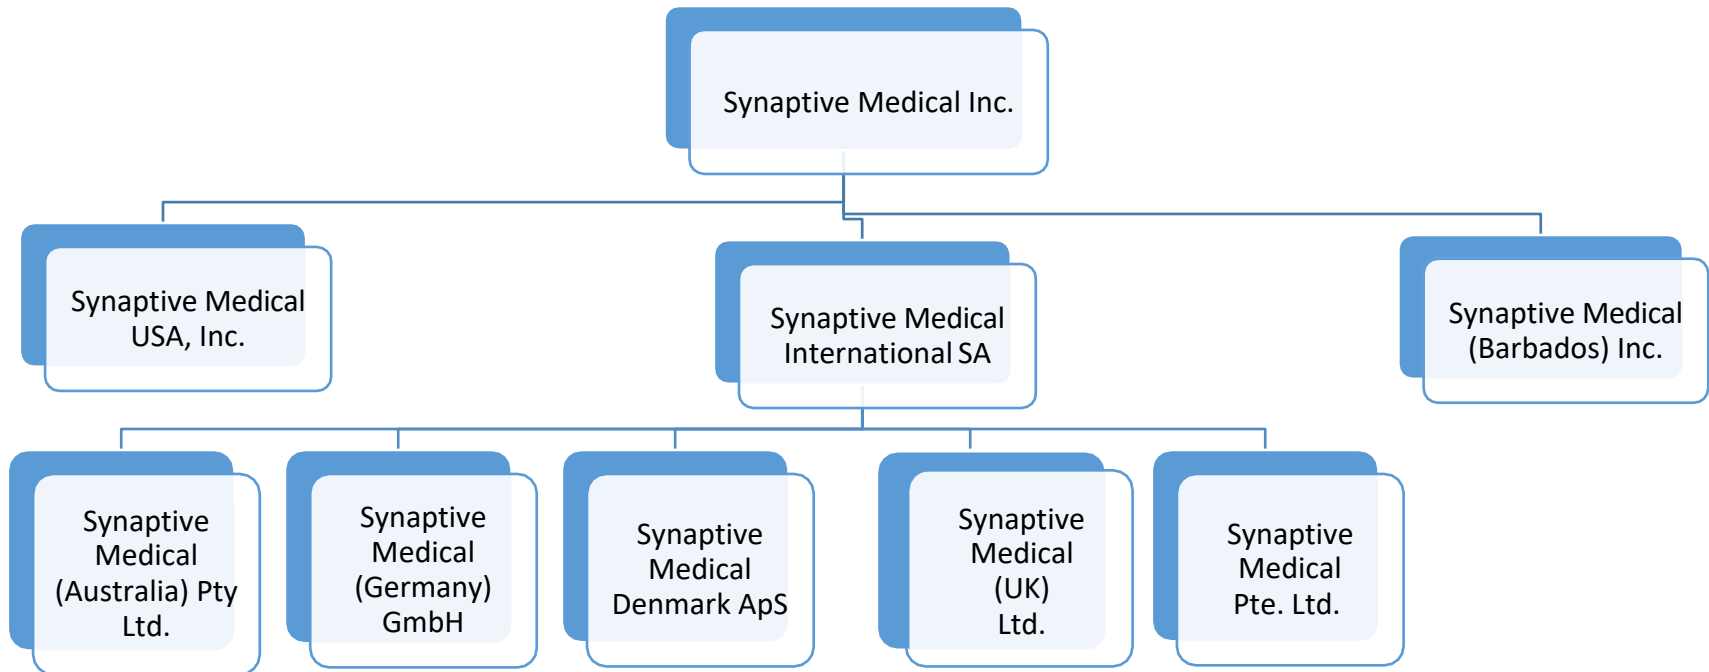 Synaptive Medical Inc.
Synaptive Medical
USA, Inc.
Synaptive Medical
International SA
Synaptive Medical
(Barbados) Inc.
Synaptive
Medical
(Australia) Pty
Ltd.
Synaptive
Medical
(Germany)
GmbH
Synaptive
Medical
Denmark ApS
Synaptive
Medical
(UK)
Ltd.
Synaptive
Medical
Pte. Ltd.